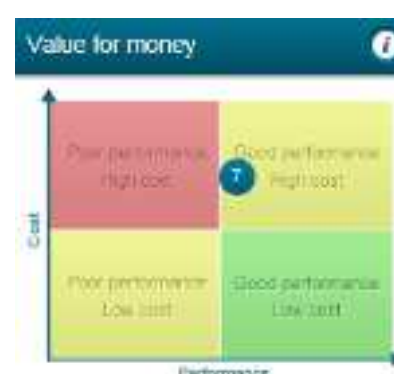 Value for money
i
Poor performance
High cost
Good performance
High cost
7
Cost
Poor performance
Low cost
Good performance
Low cost
Performance